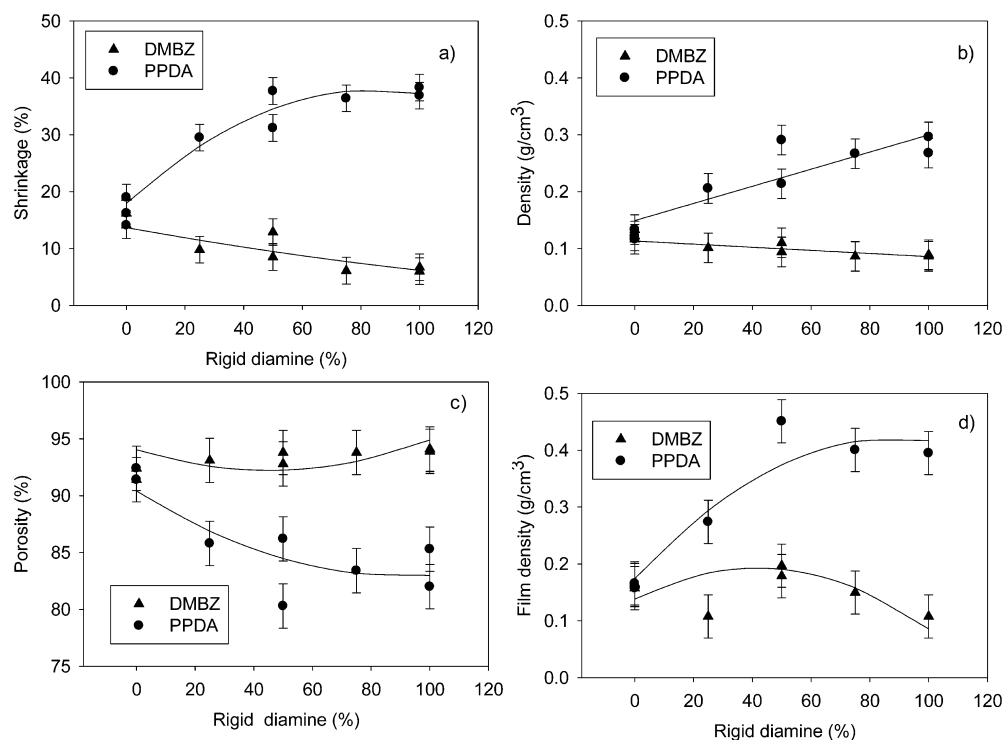 50
40
30
20
10
0
Shrinkage (%)
DMBZ
PPDA
a)
0 20 40 60 80 100 120
Rigid diamine (%)
0.5
0.4
0.3
0.2
0.1
0.0
Density (g/cm3)
DMBZ
PPDA
b)
0 20 40 60 80 100 120
100
95
90
85
80
75
Porosity (%)
c)
DMBZ
PPDA
0 20 40 60 80 100 120
Rigid diamine (%)
0.5
0.4
0.3
0.2
0.1
0.0
Film density (g/cm3)
DMBZ
PPDA
d)
0 20 40 60 80 100 120
Rigid diamine (%)